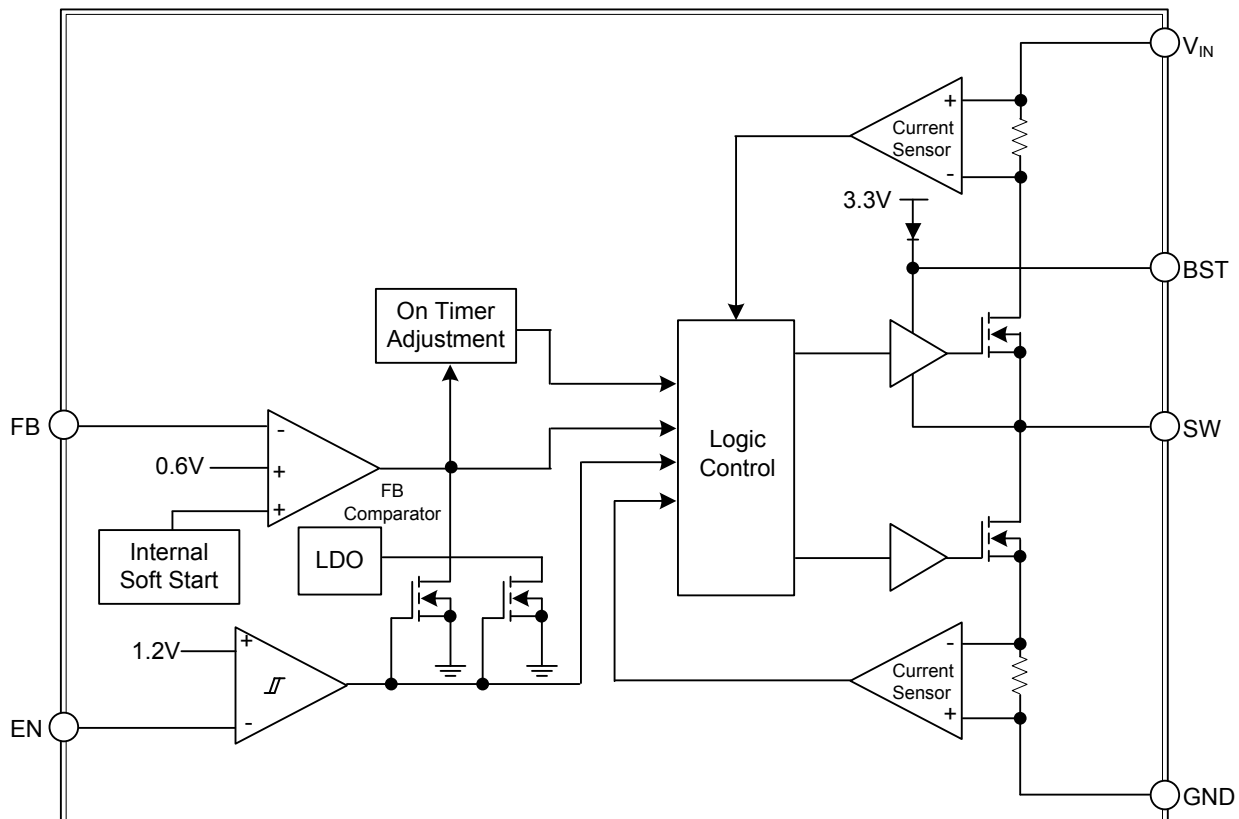 V_IN
+
Current
Sensor
-
3.3V
BST
On Timer
Adjustment
FB
-
0.6V
+
+
FB
Comparator
Logic
Control
SW
Internal
Soft Start
LDO
1.2V
+
-
EN
-
Current
Sensor
+
GND